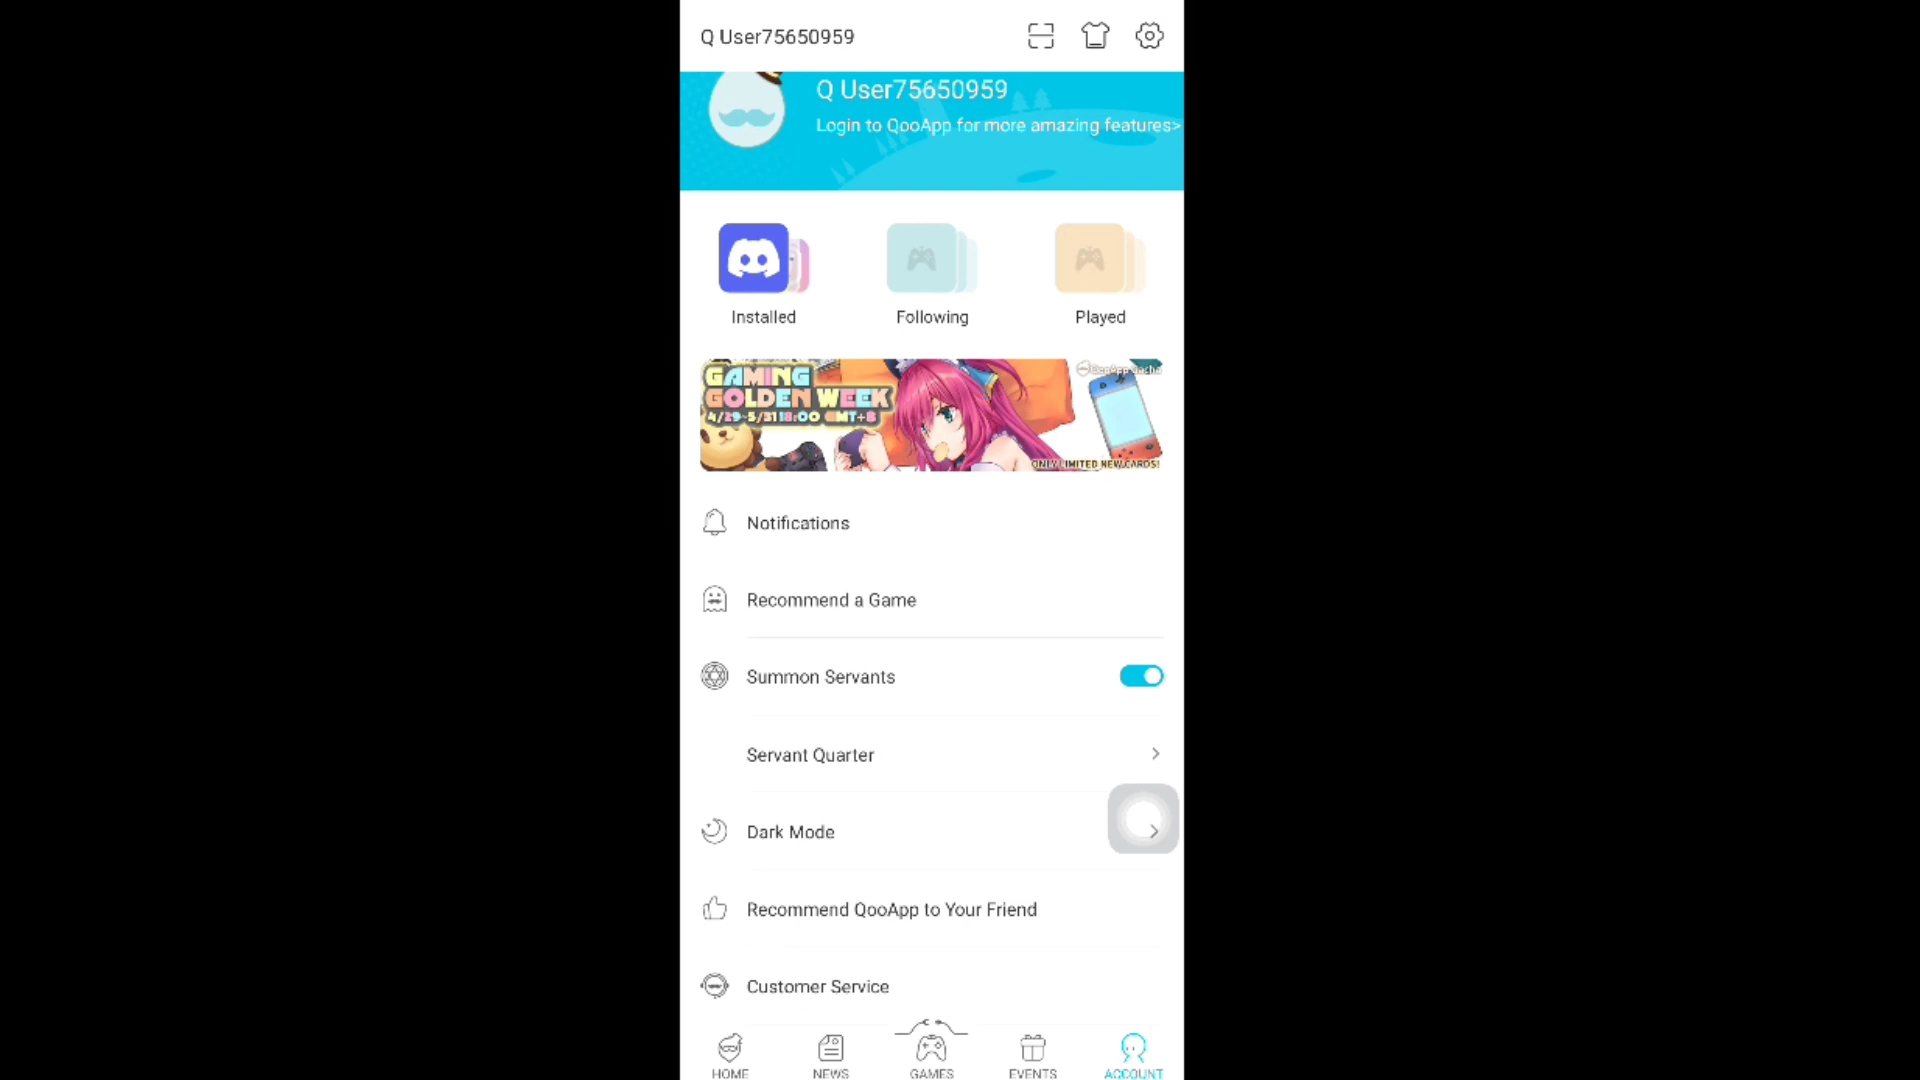 Q User75650959
Q User75650959
Login to QooApp for more amazing features>
Installed
Following
Played
GAMING
GOLDEN WEEK
4/29-5/31 18:00 GMT+8
QooApp Gacha
ONLY LIMITED NEW CARDS!
Notifications
Recommend a Game
Summon Servants
Servant Quarter
Dark Mode
Recommend QooApp to Your Friend
Customer Service
HOME
NEWS
GAMES
EVENTS
ACCOUNT